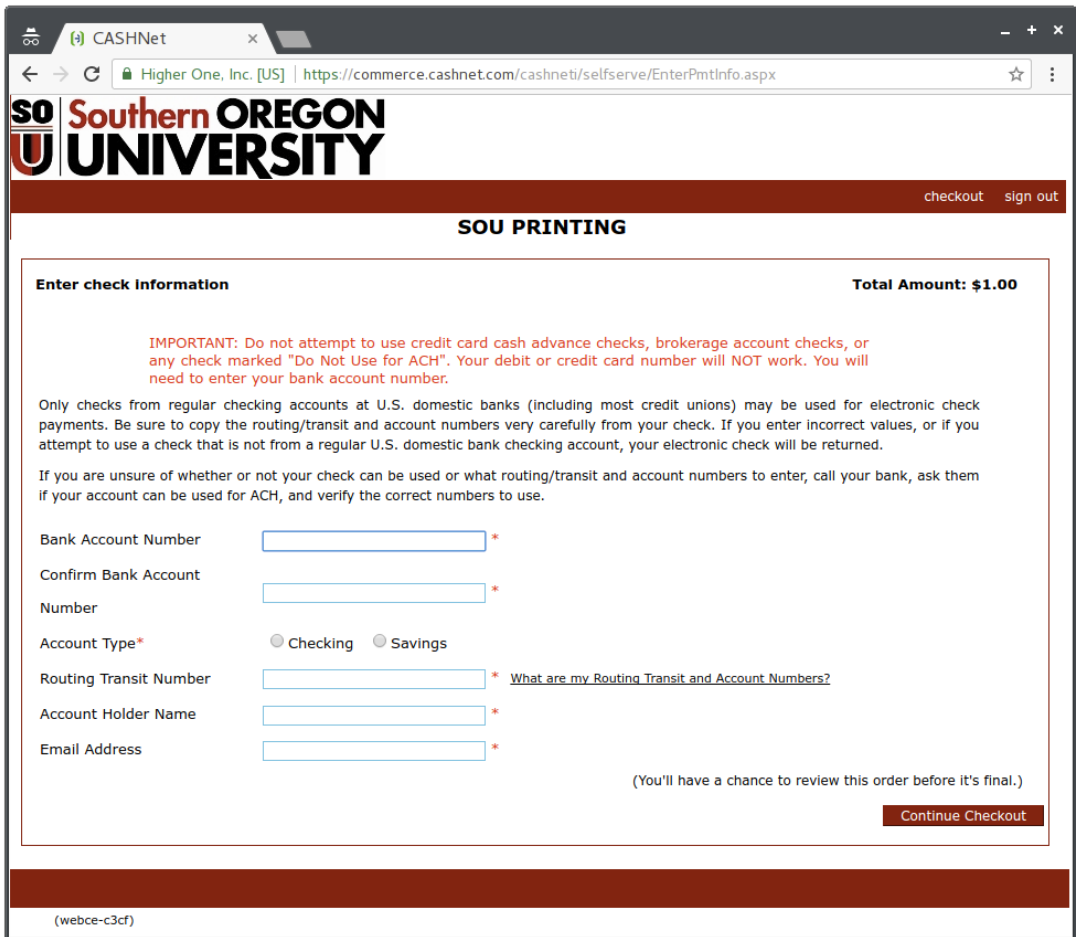 CASHNet
Higher One, Inc. [US] https://commerce.cashnet.com/cashneti/selfserve/EnterPmtInfo.aspx
SO Southern OREGON
U UNIVERSITY
checkout sign out
SOU PRINTING
Enter check information Total Amount: $1.00
IMPORTANT: Do not attempt to use credit card cash advance checks, brokerage account checks, or
any check marked "Do Not Use for ACH". Your debit or credit card number will NOT work. You will
need to enter your bank account number.
Only checks from regular checking accounts at U.S. domestic banks (including most credit unions) may be used for electronic check
payments. Be sure to copy the routing/transit and account numbers very carefully from your check. If you enter incorrect values, or if you
attempt to use a check that is not from a regular U.S. domestic bank checking account, your electronic check will be returned.
If you are unsure of whether or not your check can be used or what routing/transit and account numbers to enter, call your bank, ask them
if your account can be used for ACH, and verify the correct numbers to use.
Bank Account Number *
Confirm Bank Account
Number *
Account Type* Checking Savings
Routing Transit Number * What are my Routing Transit and Account Numbers?
Account Holder Name *
Email Address *
(You'll have a chance to review this order before it's final.)
Continue Checkout
(webce-c3cf)